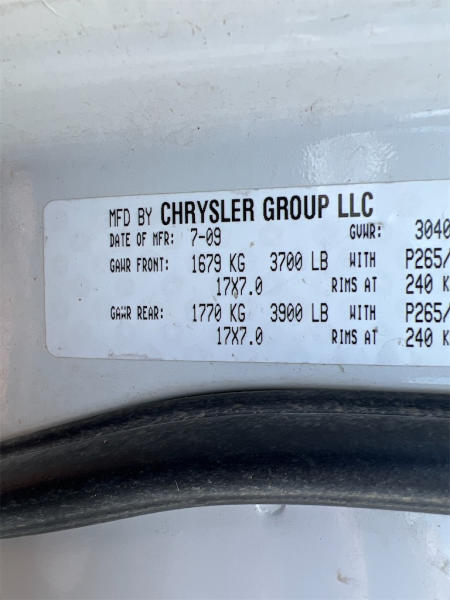 MFD BY CHRYSLER GROUP LLC
DATE OF MFR: 7-09 GVWR: 3040
GAWR FRONT: 1679 KG 3700 LB WITH P265/
17X7.0 RIMS AT 240 K
GAWR REAR: 1770 KG 3900 LB WITH P265/
17X7.0 RIMS AT 240 K